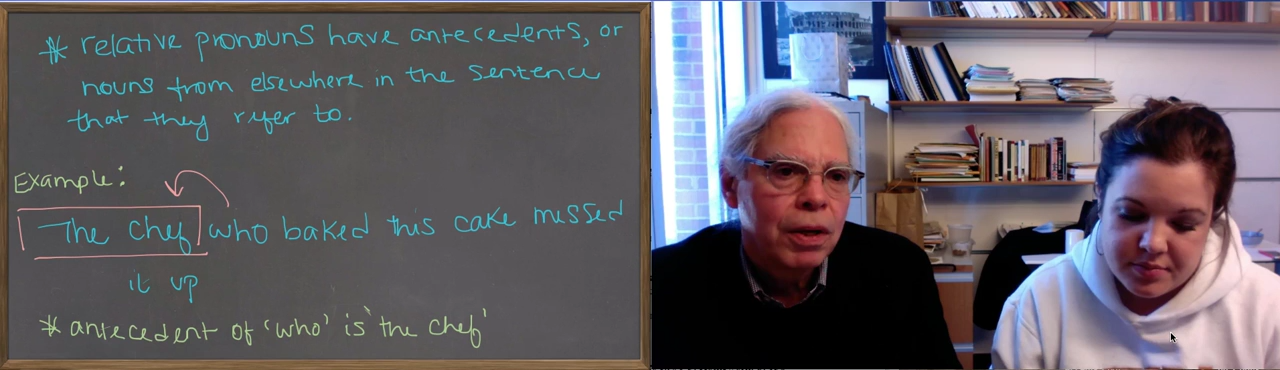 * relative pronouns have antecedents, or
nouns from elsewhere in the sentence
that they refer to.
Example:
The chef who baked this cake missed
it up
* antecedent of 'who' is 'the chef'